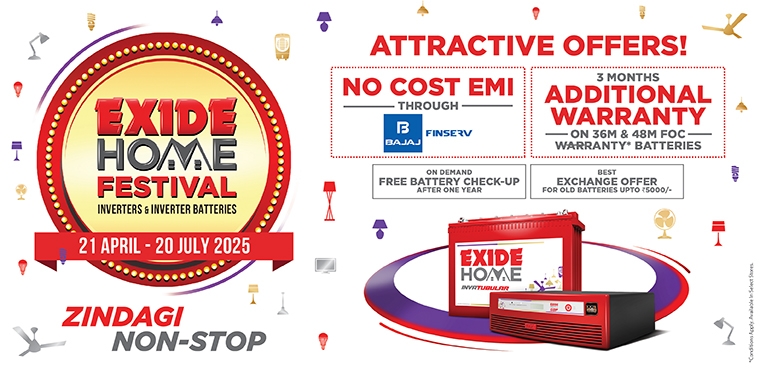 EXIDE
HOME
FESTIVAL
INVERTERS & INVERTER BATTERIES
21 APRIL - 20 JULY 2025
ZINDAGI
NON-STOP
ATTRACTIVE OFFERS!
NO COST EMI
THROUGH
B
BAJAJ
FINSERV
3 MONTHS
ADDITIONAL
WARRANTY
ON 36M & 48M FOC
WARRANTY* BATTERIES
ON DEMAND
FREE BATTERY CHECK-UP
AFTER ONE YEAR
BEST
EXCHANGE OFFER
FOR OLD BATTERIES UPTO ₹5000/-
EXIDE
HOME
INVATUBULAR
*Conditions Apply. Available In Select Stores.